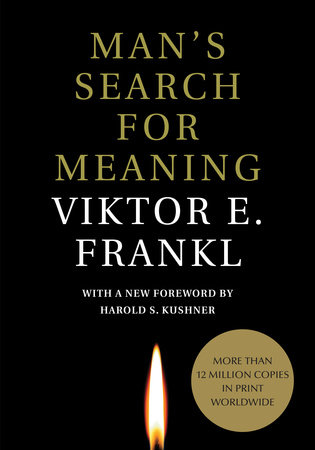 MAN’S
SEARCH
FOR
MEANING
VIKTOR E.
FRANKL
WITH A NEW FOREWORD BY
HAROLD S. KUSHNER
MORE THAN
12 MILLION COPIES
IN PRINT
WORLDWIDE